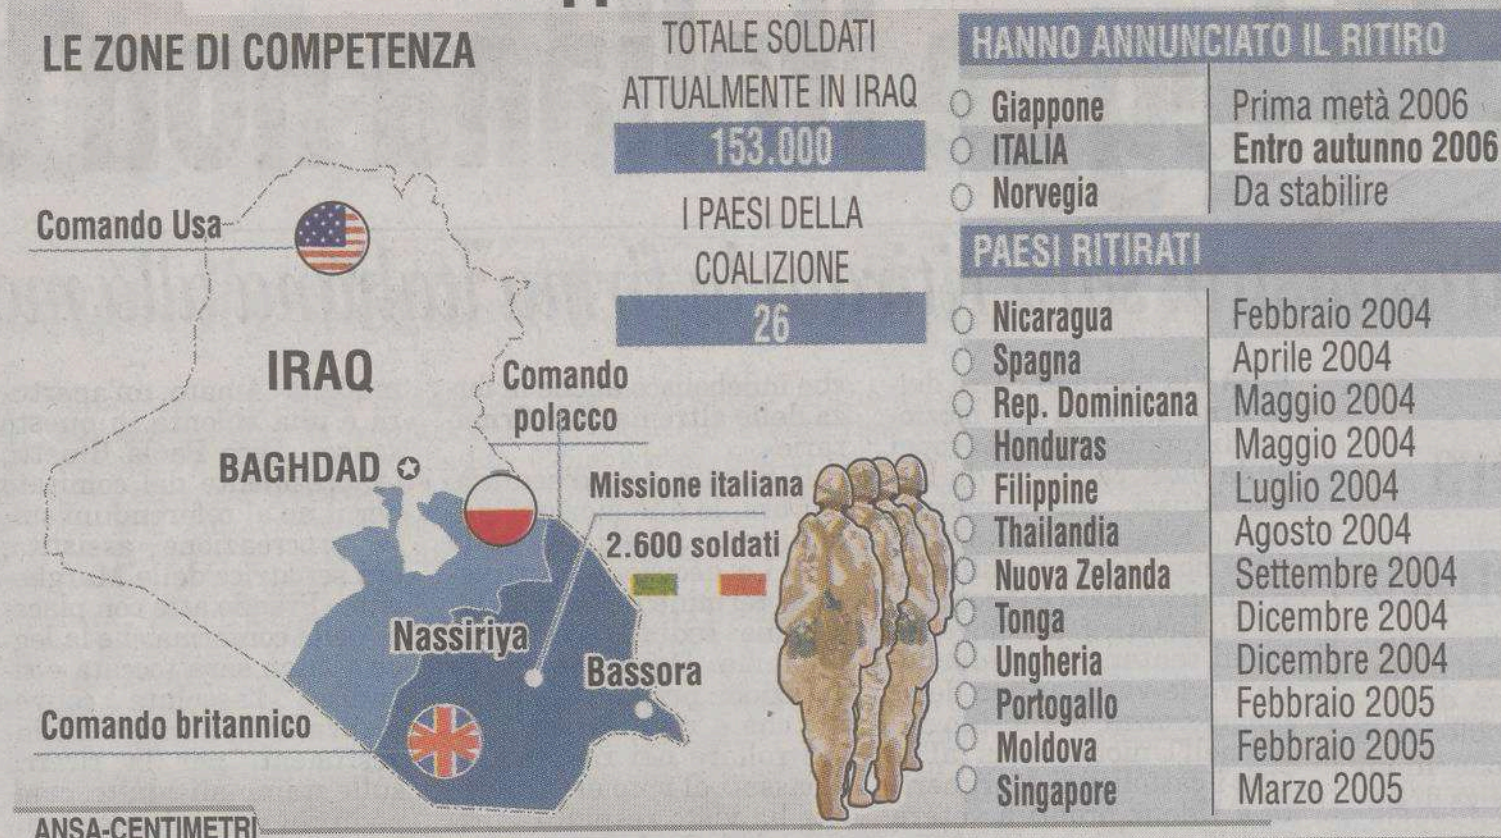 LE ZONE DI COMPETENZA
Comando Usa
IRAQ
BAGHDAD
Comando
polacco
Missione italiana
2.600 soldati
Nassiriya
Bassora
Comando britannico
ANSA-CENTIMETRI
TOTALE SOLDATI
ATTUALMENTE IN IRAQ
153.000
I PAESI DELLA
COALIZIONE
26
HANNO ANNUNCIATO IL RITIRO
Giappone Prima metà 2006
ITALIA Entro autunno 2006
Norvegia Da stabilire
PAESI RITIRATI
Nicaragua Febbraio 2004
Spagna Aprile 2004
Rep. Dominicana Maggio 2004
Honduras Maggio 2004
Filippine Luglio 2004
Thailandia Agosto 2004
Nuova Zelanda Settembre 2004
Tonga Dicembre 2004
Ungheria Dicembre 2004
Portogallo Febbraio 2005
Moldova Febbraio 2005
Singapore Marzo 2005